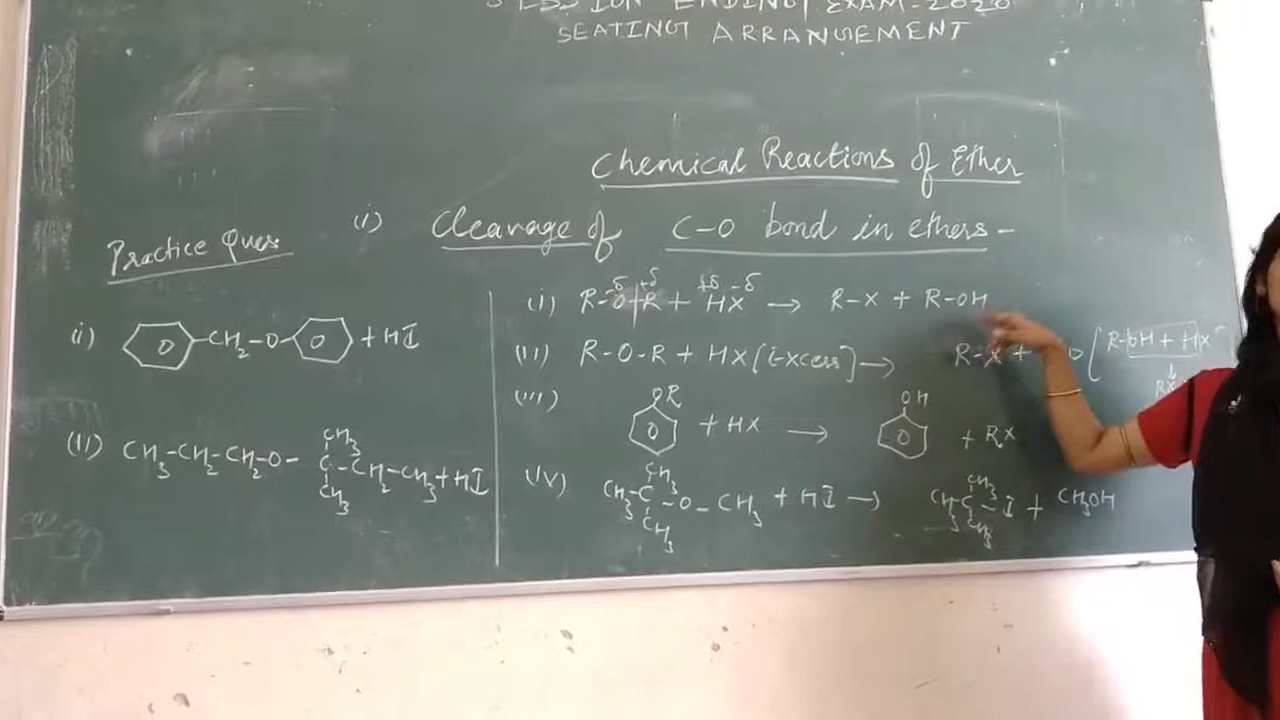 SESSION ENDING EXAM-2020
SEATING ARRANGEMENT
Chemical Reactions of Ether
(i) Cleavage of C-O bond in ethers-
Practice Ques
(i) R-O-R + HX → R-X + R-OH
-δ +δ +δ -δ
(ii) R-O-R + HX [Excess] → R-X + [R-OH + HX
(iii) OR + HX → OH + RX
(iv) CH3-C-O-CH3 + HI → CH3-C-I + CH3OH
CH3 CH3
CH3 CH3
i) CH2-O- + HI
(ii) CH3-CH2-CH2-O-C-CH2-CH3 + HI
CH3
CH3